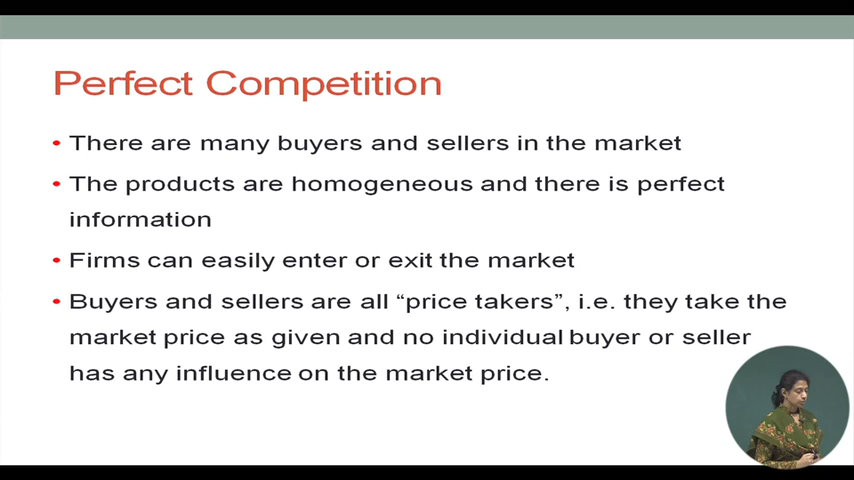 Perfect Competition
• There are many buyers and sellers in the market
• The products are homogeneous and there is perfect
information
• Firms can easily enter or exit the market
• Buyers and sellers are all “price takers”, i.e. they take the
market price as given and no individual buyer or seller
has any influence on the market price.